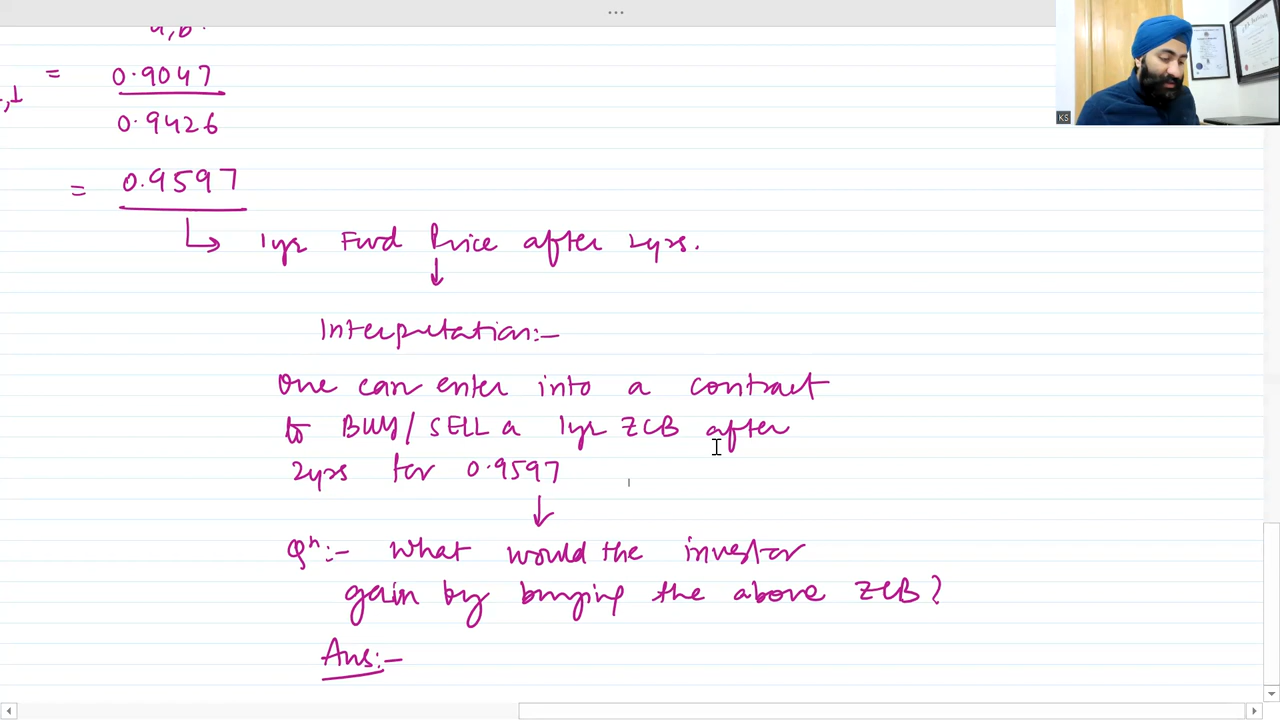 a,b.
= 0.9047
0.9426
= 0.9597
1yr Fwd Price after 2yrs.
Interpretation:-
One can enter into a contract
to BUY/SELL a 1yr ZCB after
2yrs for 0.9597
Qn:- What would the investor
gain by buying the above ZCB?
Ans:-
KS